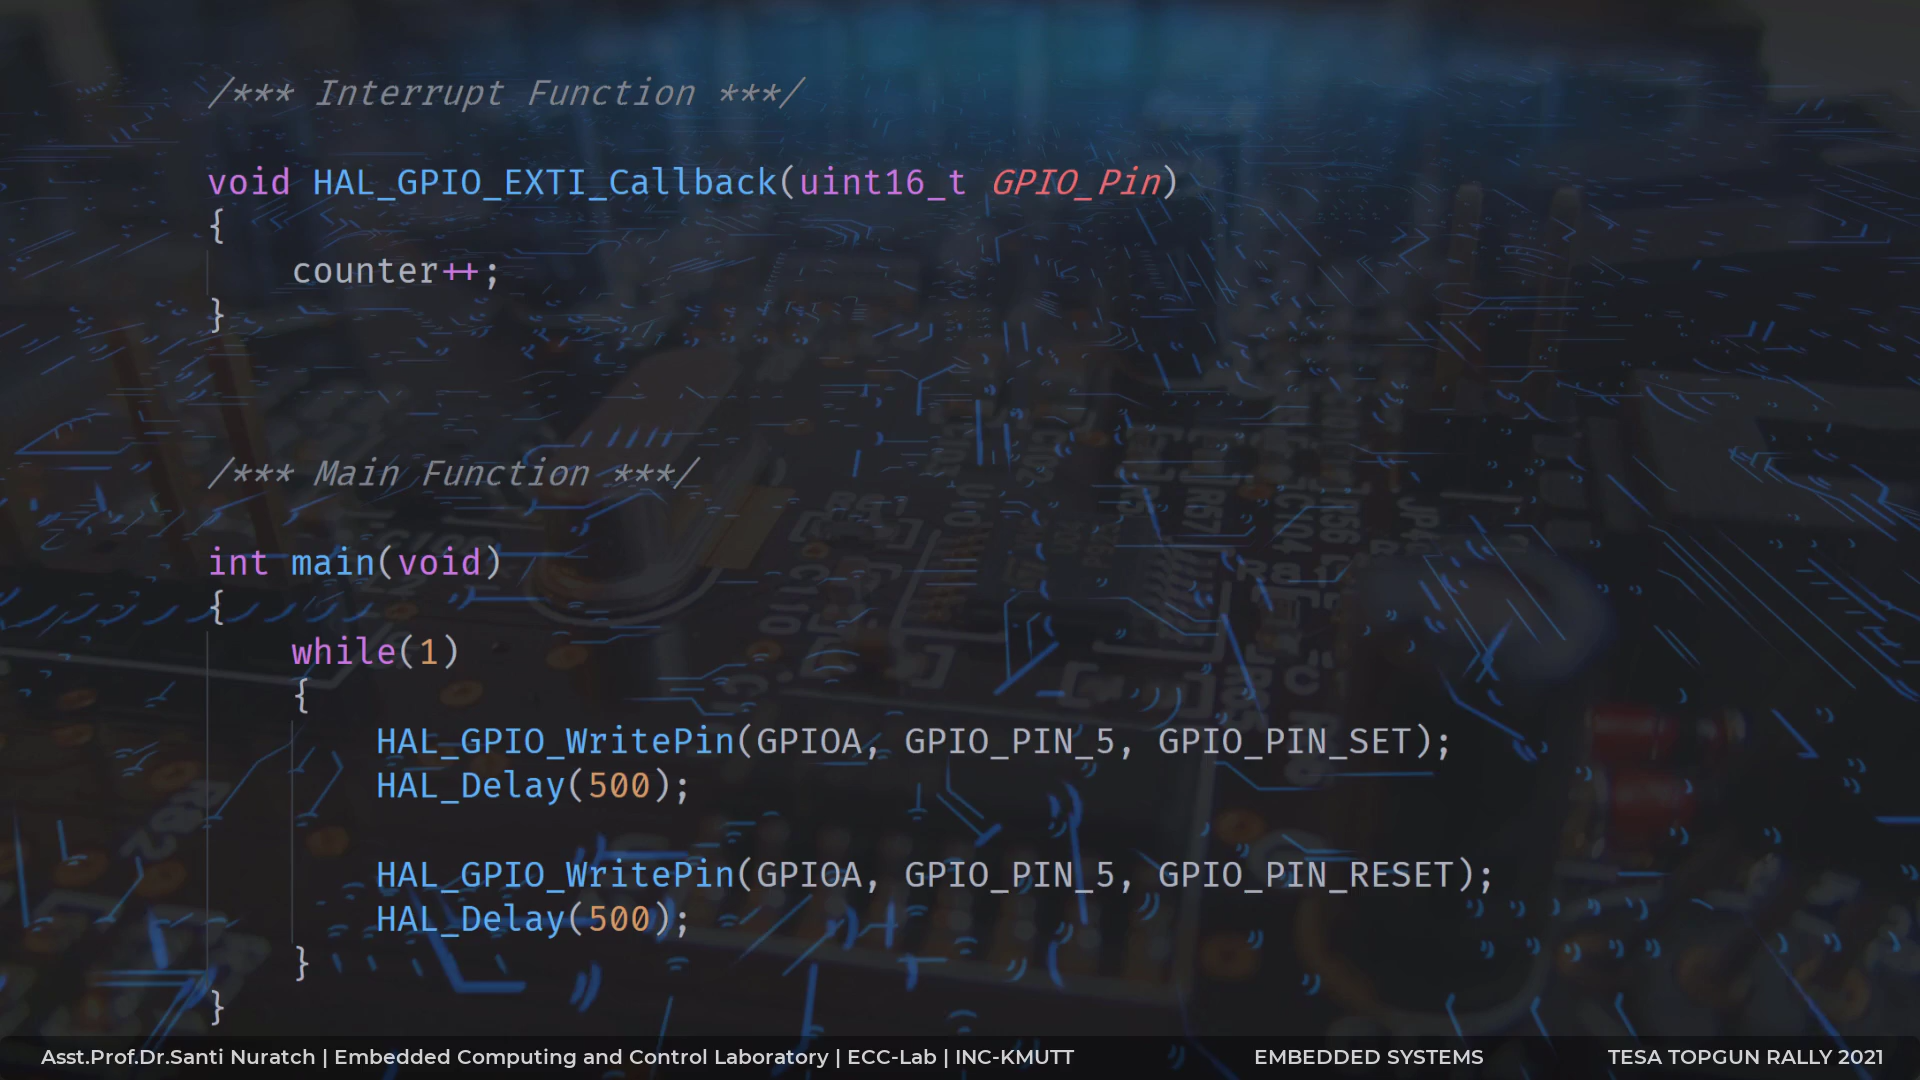 /*** Interrupt Function ***/
void HAL_GPIO_EXTI_Callback(uint16_t GPIO_Pin)
{
    counter++;
}
/*** Main Function ***/
int main(void)
{
    while(1)
    {
        HAL_GPIO_WritePin(GPIOA, GPIO_PIN_5, GPIO_PIN_SET);
        HAL_Delay(500);
        HAL_GPIO_WritePin(GPIOA, GPIO_PIN_5, GPIO_PIN_RESET);
        HAL_Delay(500);
    }
}
Asst.Prof.Dr.Santi Nuratch | Embedded Computing and Control Laboratory | ECC-Lab | INC-KMUTT EMBEDDED SYSTEMS TESA TOPGUN RALLY 2021